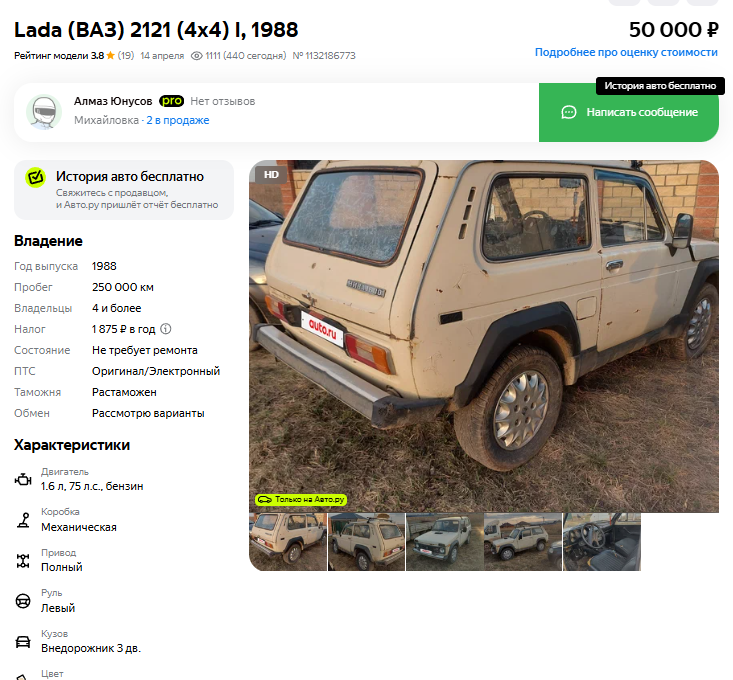 Lada (ВАЗ) 2121 (4x4) I, 1988
50 000 ₽
Рейтинг модели 3.8 (19) 14 апреля 1111 (440 сегодня) № 1132186773
Подробнее про оценку стоимости
История авто бесплатно
Алмаз Юнусов pro Нет отзывов
Михайловка · 2 в продаже
Написать сообщение
История авто бесплатно
Свяжитесь с продавцом,
и Авто.ру пришлёт отчёт бесплатно
HD
Владение
Год выпуска 1988
Пробег 250 000 км
Владельцы 4 и более
Налог 1 875 ₽ в год
Состояние Не требует ремонта
ПТС Оригинал/Электронный
Таможня Растаможен
Обмен Рассмотрю варианты
auto.ru
Характеристики
Двигатель
1.6 л, 75 л.с., бензин
Только на Авто.ру
Коробка
Механическая
Привод
Полный
Руль
Левый
Кузов
Внедорожник 3 дв.
Цвет